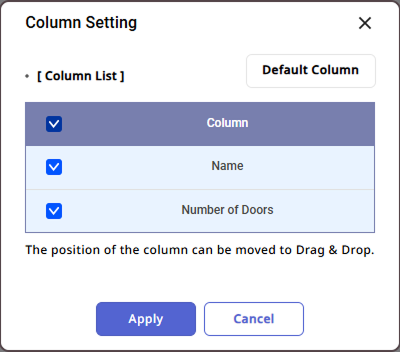 Column Setting
• [ Column List ]
Default Column
Column
Name
Number of Doors
The position of the column can be moved to Drag & Drop.
Apply
Cancel